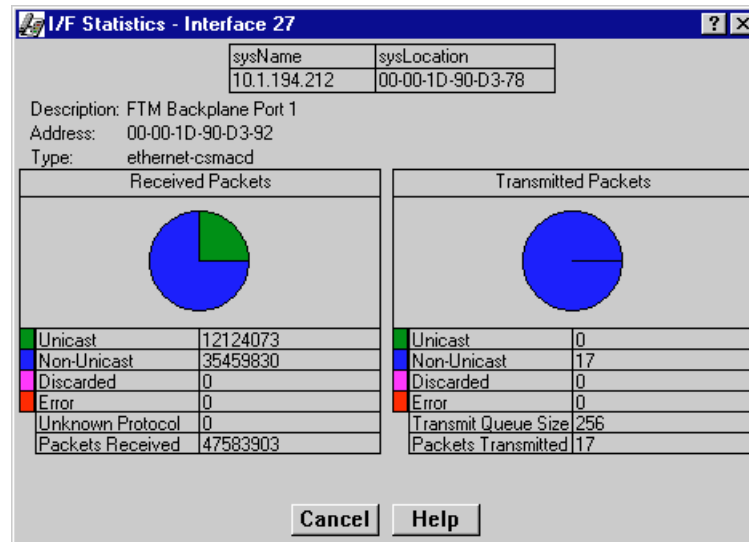 I/F Statistics - Interface 27
sysName sysLocation
10.1.194.212 00-00-1D-90-D3-78
Description: FTM Backplane Port 1
Address: 00-00-1D-90-D3-92
Type: ethernet-csmacd
Received Packets
Unicast 12124073
Non-Unicast 35459830
Discarded 0
Error 0
Unknown Protocol 0
Packets Received 47583903
Transmitted Packets
Unicast 0
Non-Unicast 17
Discarded 0
Error 0
Transmit Queue Size 256
Packets Transmitted 17
Cancel Help